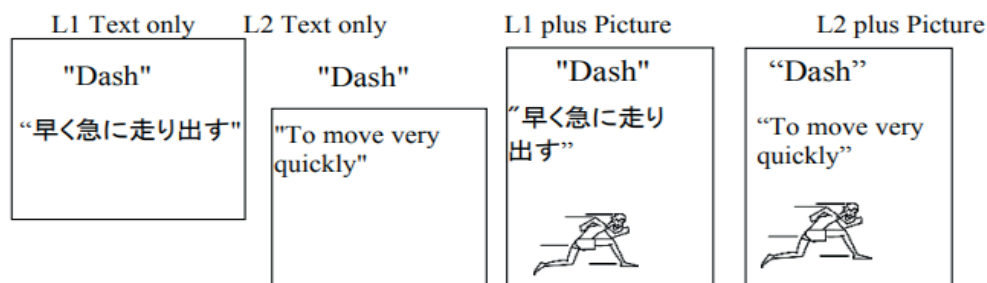 L1 Text only
"Dash"
“早く急に走り出す"
L2 Text only
"Dash"
"To move very
quickly"
L1 plus Picture
"Dash"
″早く急に走り
出す”
L2 plus Picture
“Dash”
“To move very
quickly”